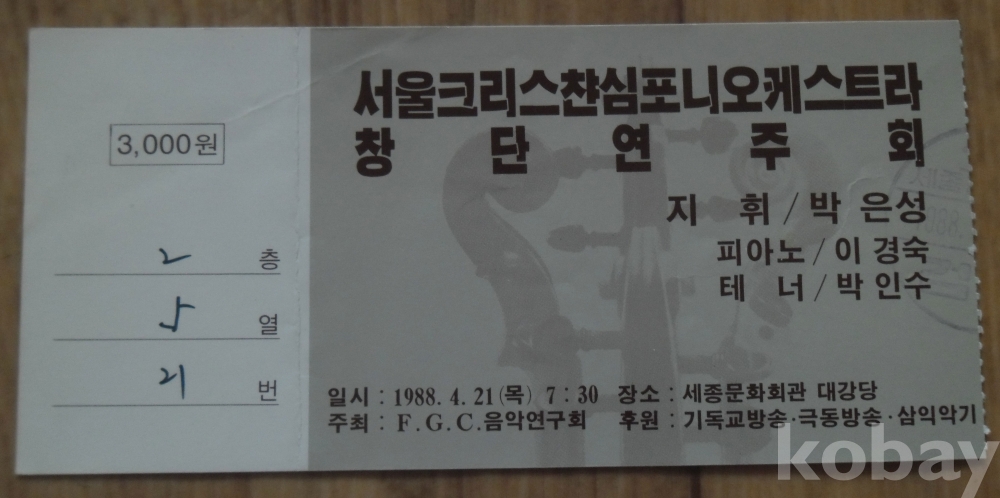 3,000원
2 층
5 열
21 번
서울크리스챤심포니오케스트라
창 단 연 주 회
지 휘 / 박 은 성
피아노 / 이 경숙
테 너 / 박 인수
일시 : 1988. 4. 21 (목) 7 : 30 장소 : 세종문화회관 대강당
주최 : F. G. C. 음악연구회 후원 : 기독교방송·극동방송·삼익악기
kobay